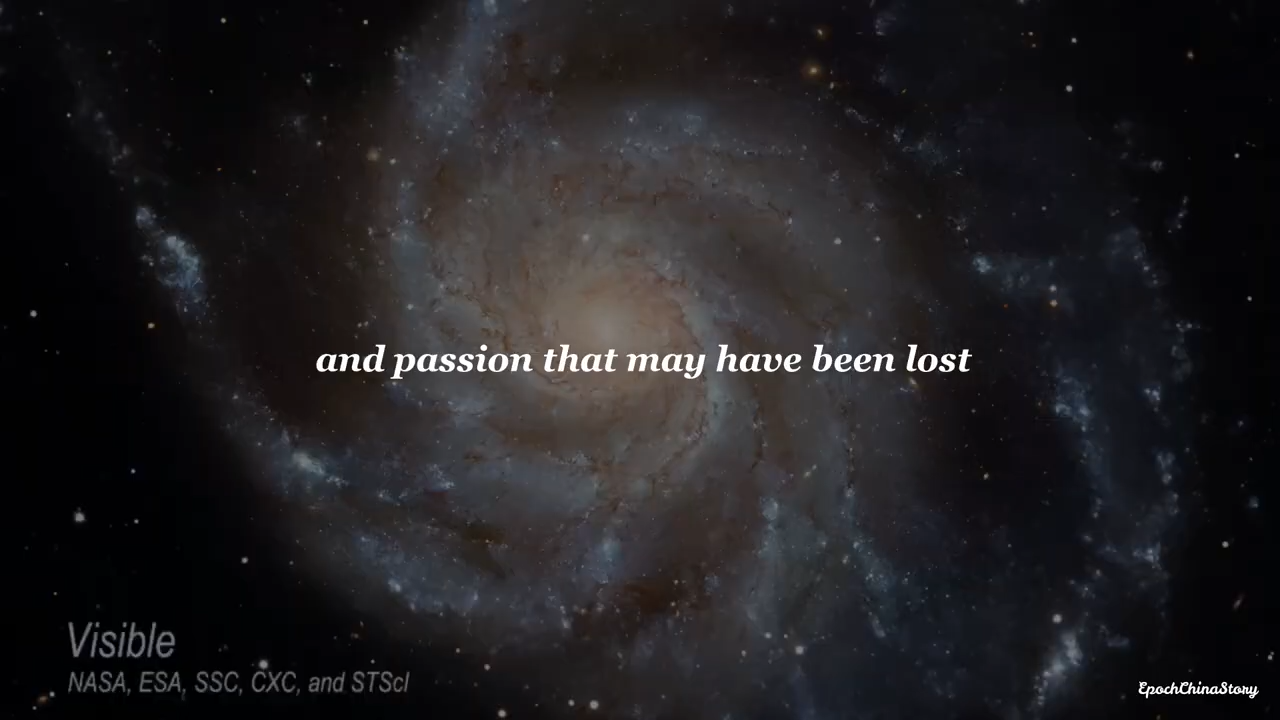 and passion that may have been lost
Visible
NASA, ESA, SSC, CXC, and STScI
EpochChinaStory